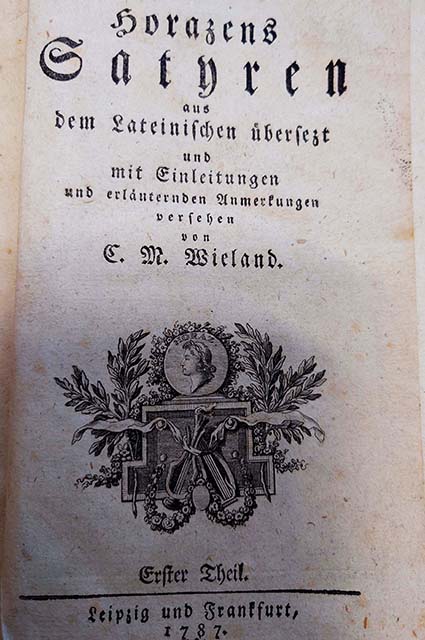 Horazens
Satyren
aus
dem Lateinischen übersezt
und
mit Einleitungen
und erläuternden Anmerkungen
versehen
von
C. M. Wieland.
Erster Theil.
Leipzig und Frankfurt,
1787.